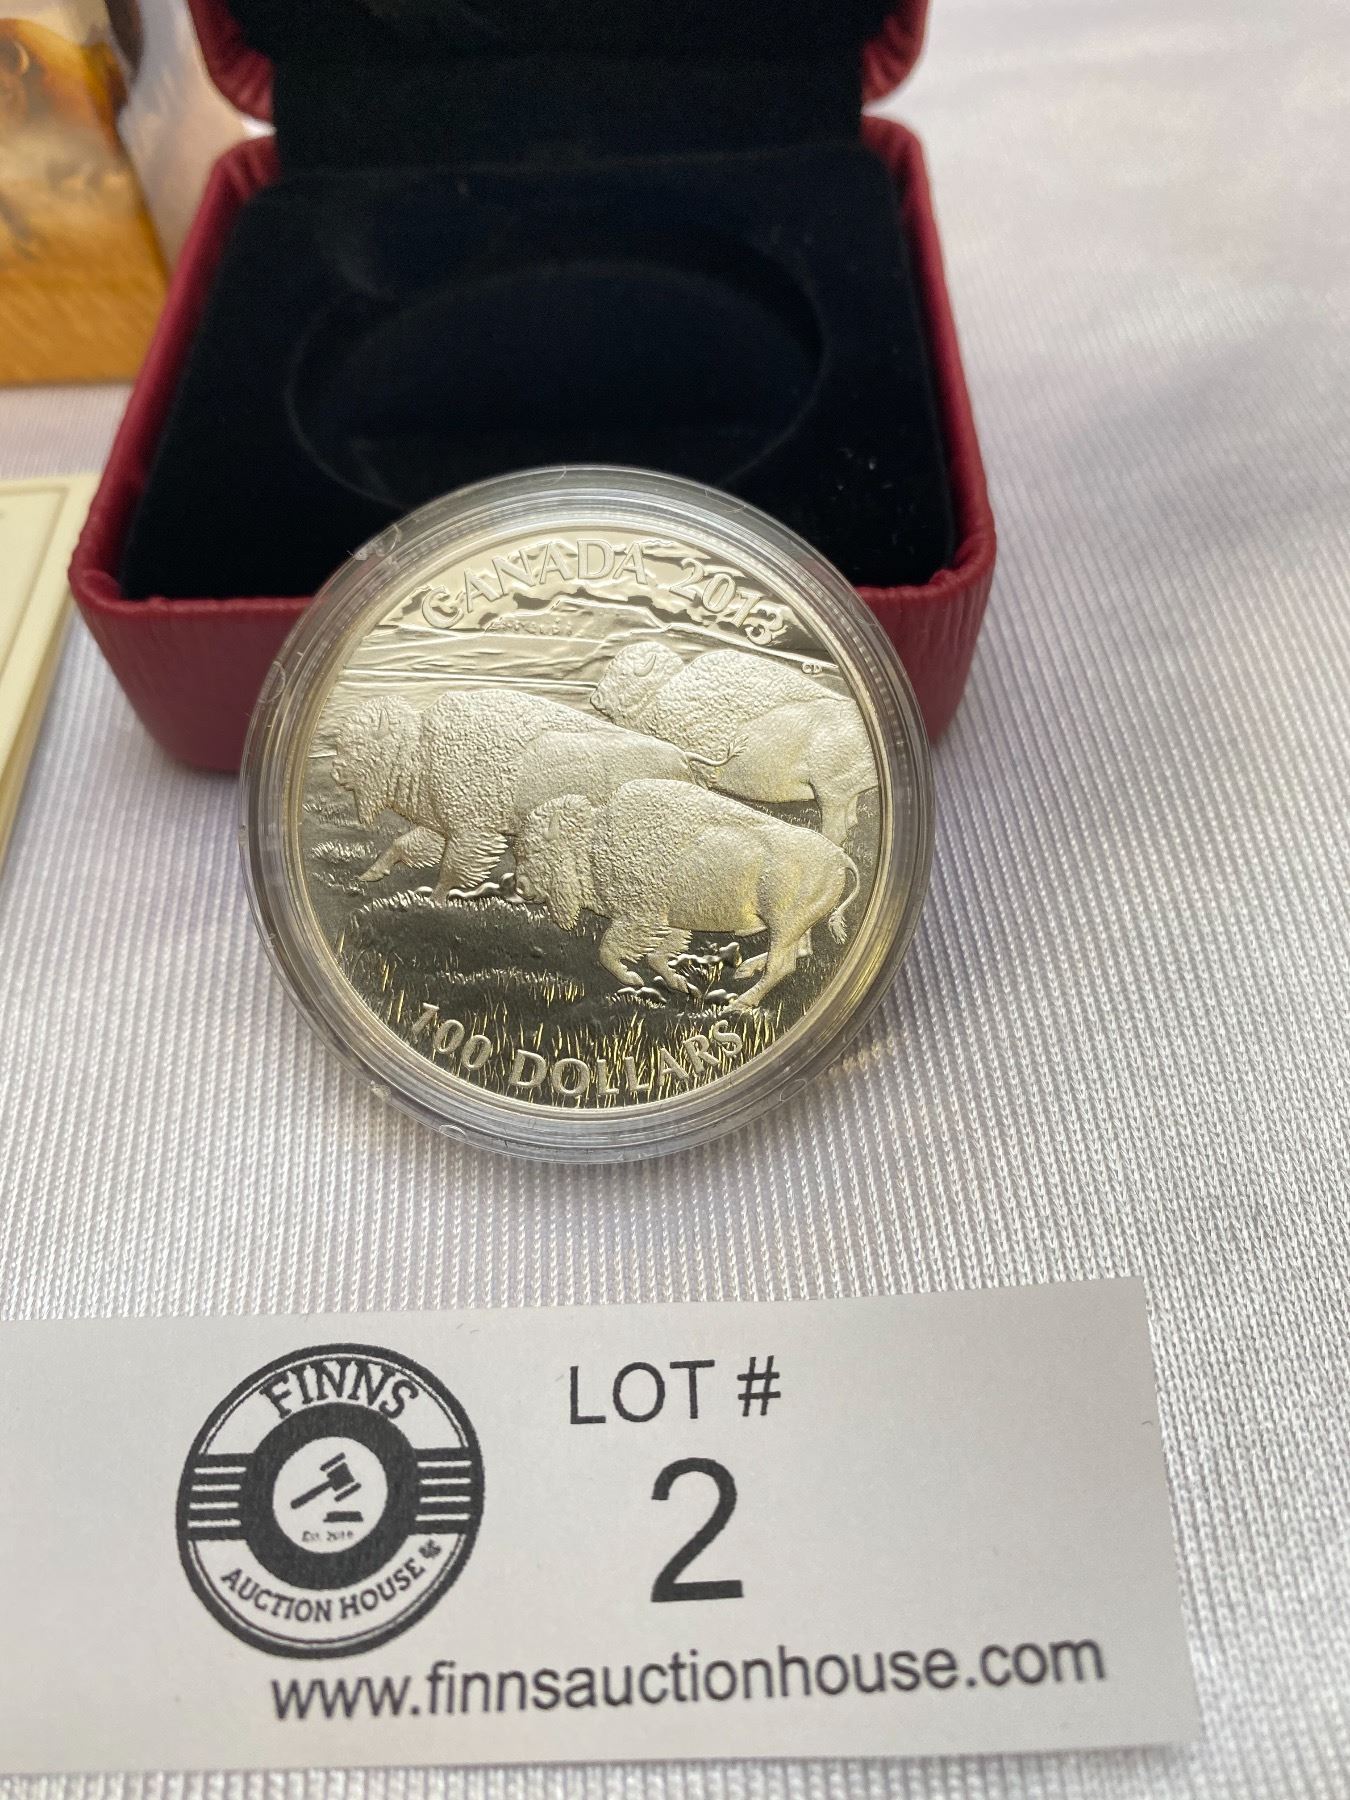 CANADA 2013
CD
100 DOLLARS
FINNS
AUCTION HOUSE
LOT #
2
www.finnsauctionhouse.com